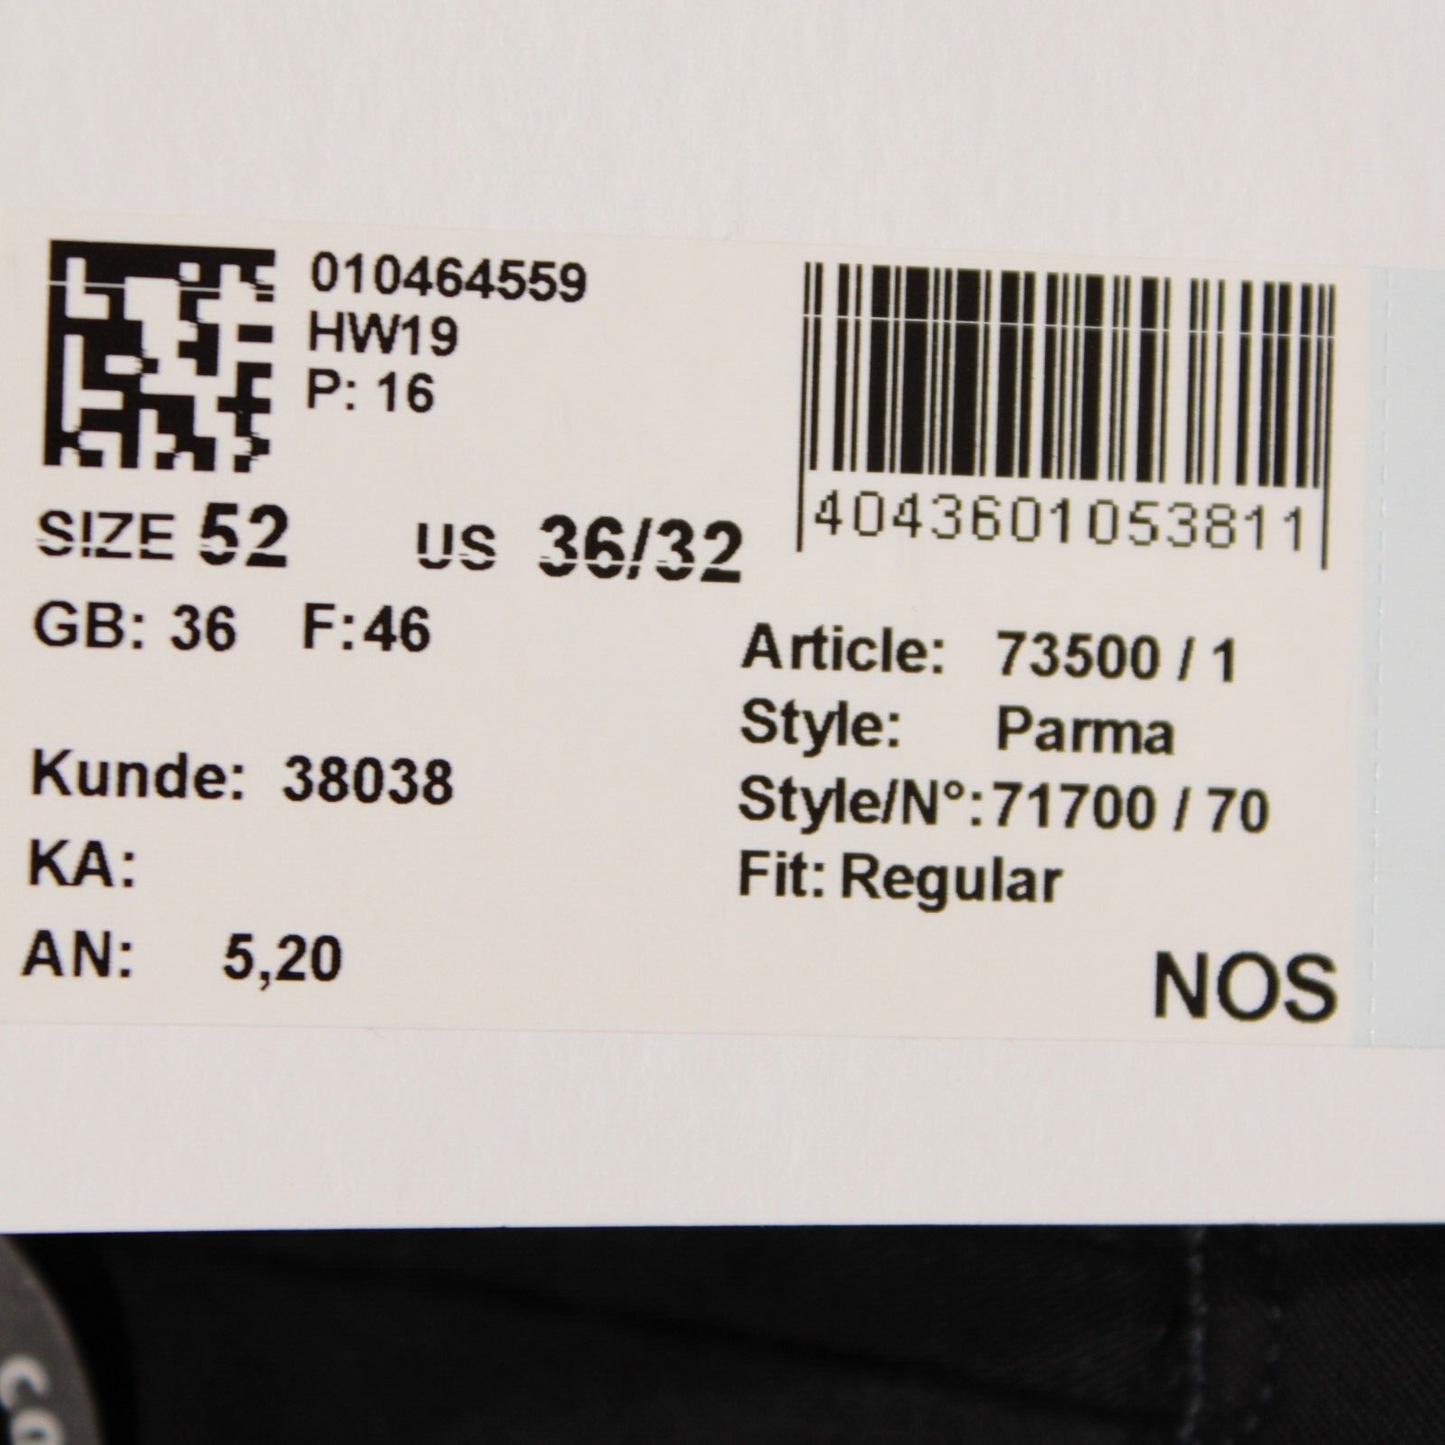 010464559
HW19
P: 16
4043601053811
SIZE 52 US 36/32
GB: 36 F:46
Article: 73500 / 1
Style: Parma
Kunde: 38038
Style/N°:71700 / 70
KA:
Fit: Regular
AN: 5,20
NOS